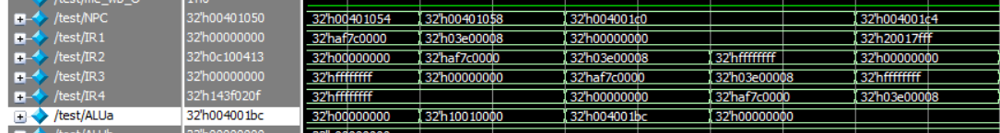 /test/NPC 32'h00401050 32'h00401054 32'h00401058 32'h004001c0 32'h004001c4
/test/IR1 32'h00000000 32'haf7c0000 32'h03e00008 32'h00000000 32'h20017fff
/test/IR2 32'h0c100413 32'h00000000 32'haf7c0000 32'h03e00008 32'hffffffff 32'h00000000
/test/IR3 32'h00000000 32'hffffffff 32'h00000000 32'haf7c0000 32'h03e00008 32'hffffffff
/test/IR4 32'h143f020f 32'hffffffff 32'h00000000 32'haf7c0000 32'h03e00008
/test/ALUa 32'h004001bc 32'h00000000 32'h10010000 32'h004001bc 32'h00000000